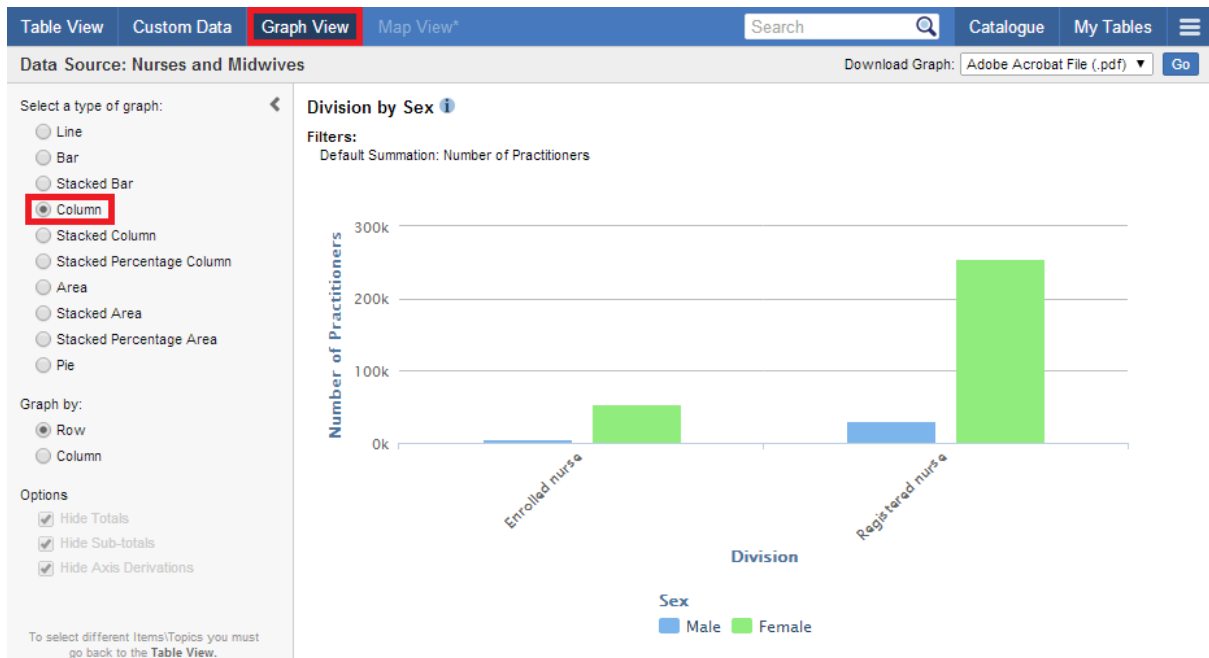 Table View Custom Data Graph View Map View* Search Catalogue My Tables
Data Source: Nurses and Midwives Download Graph: Adobe Acrobat File (.pdf) Go
Select a type of graph:
Line
Bar
Stacked Bar
Column
Stacked Column
Stacked Percentage Column
Area
Stacked Area
Stacked Percentage Area
Pie
Graph by:
Row
Column
Options
Hide Totals
Hide Sub-totals
Hide Axis Derivations
To select different Items\Topics you must
go back to the Table View.
Division by Sex i
Filters:
Default Summation: Number of Practitioners
Number of Practitioners
300k
200k
100k
0k
Enrolled nurse
Registered nurse
Division
Sex
Male Female